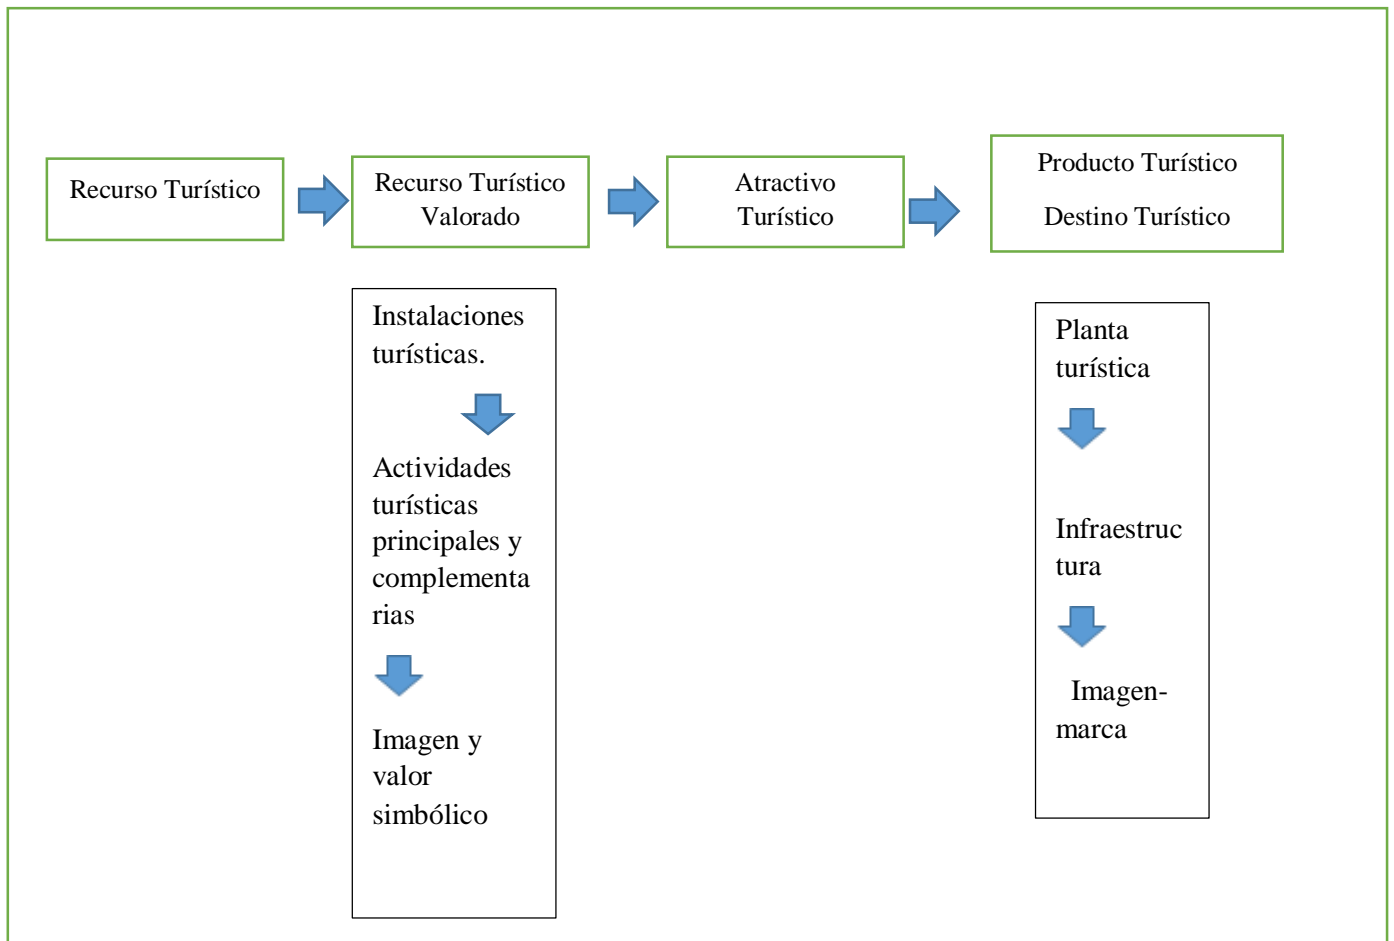 Recurso Turístico
Recurso Turístico
Valorado
Atractivo
Turístico
Producto Turístico
Destino Turístico
Instalaciones
turísticas.
Actividades
turísticas
principales y
complementa
rias
Imagen y
valor
simbólico
Planta
turística
Infraestruc
tura
Imagen-
marca